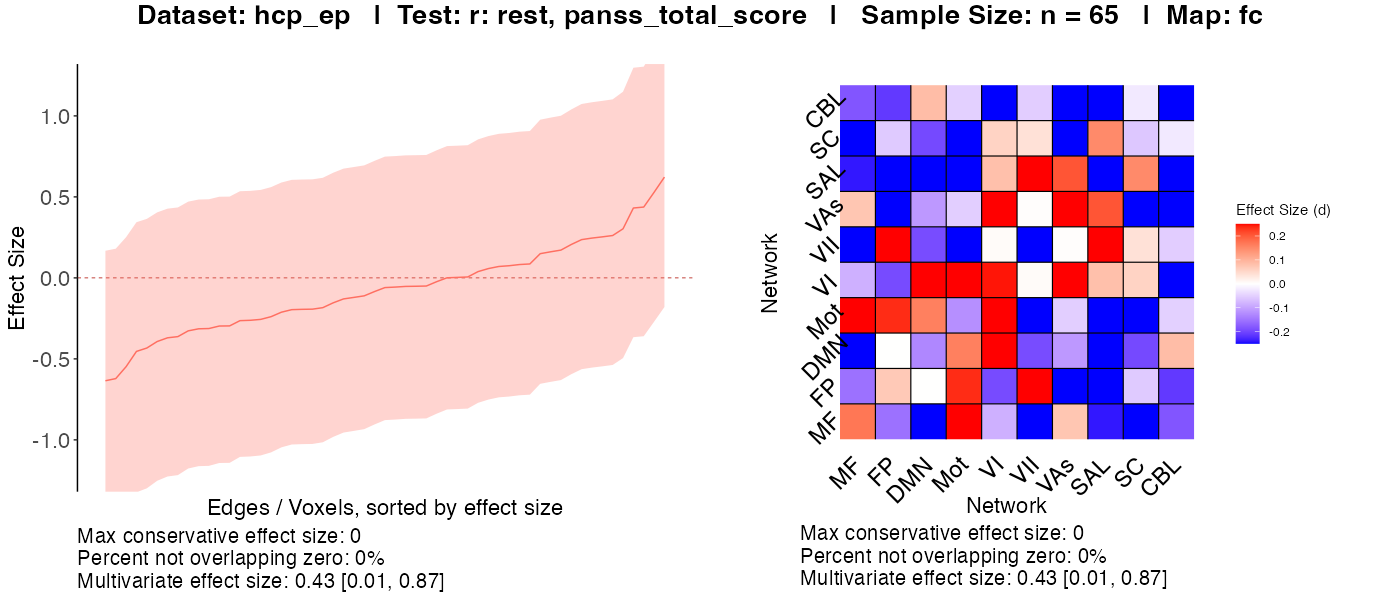 Dataset: hcp_ep | Test: r: rest, panss_total_score | Sample Size: n = 65 | Map: fc
Effect Size
1.0
0.5
0.0
-0.5
-1.0
Edges / Voxels, sorted by effect size
Max conservative effect size: 0
Percent not overlapping zero: 0%
Multivariate effect size: 0.43 [0.01, 0.87]
Network
CBL
SC
SAL
VAs
VII
VI
Mot
DMN
FP
MF
MF FP DMN Mot VI VII VAs SAL SC CBL
Network
Effect Size (d)
0.2
0.1
0.0
-0.1
-0.2
Max conservative effect size: 0
Percent not overlapping zero: 0%
Multivariate effect size: 0.43 [0.01, 0.87]